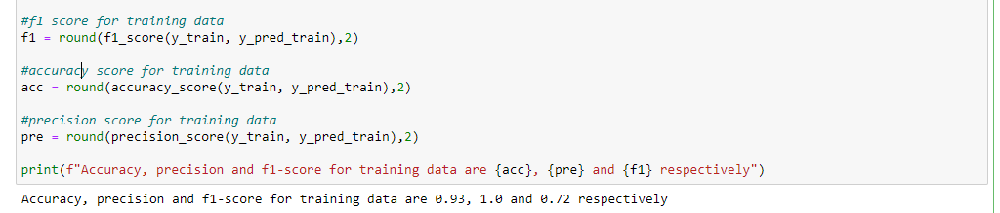 #f1 score for training data
f1 = round(f1_score(y_train, y_pred_train),2)
#accuracy score for training data
acc = round(accuracy_score(y_train, y_pred_train),2)
#precision score for training data
pre = round(precision_score(y_train, y_pred_train),2)
print(f"Accuracy, precision and f1-score for training data are {acc}, {pre} and {f1} respectively")
Accuracy, precision and f1-score for training data are 0.93, 1.0 and 0.72 respectively